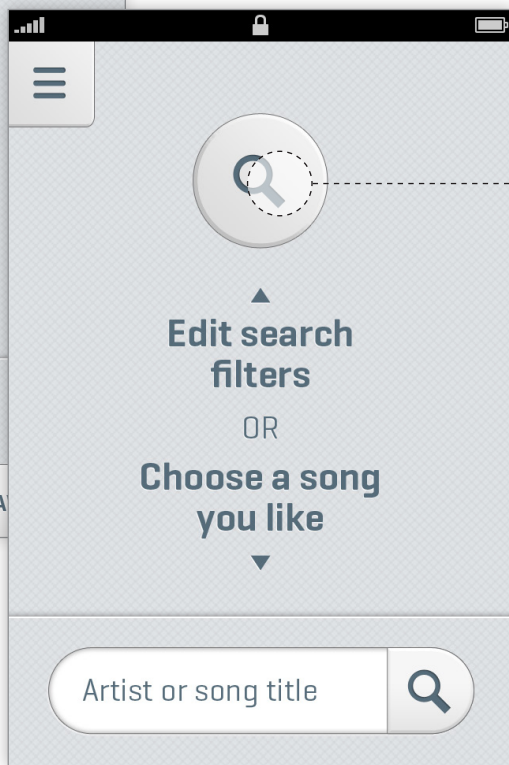 Edit search
filters
OR
Choose a song
you like
Artist or song title